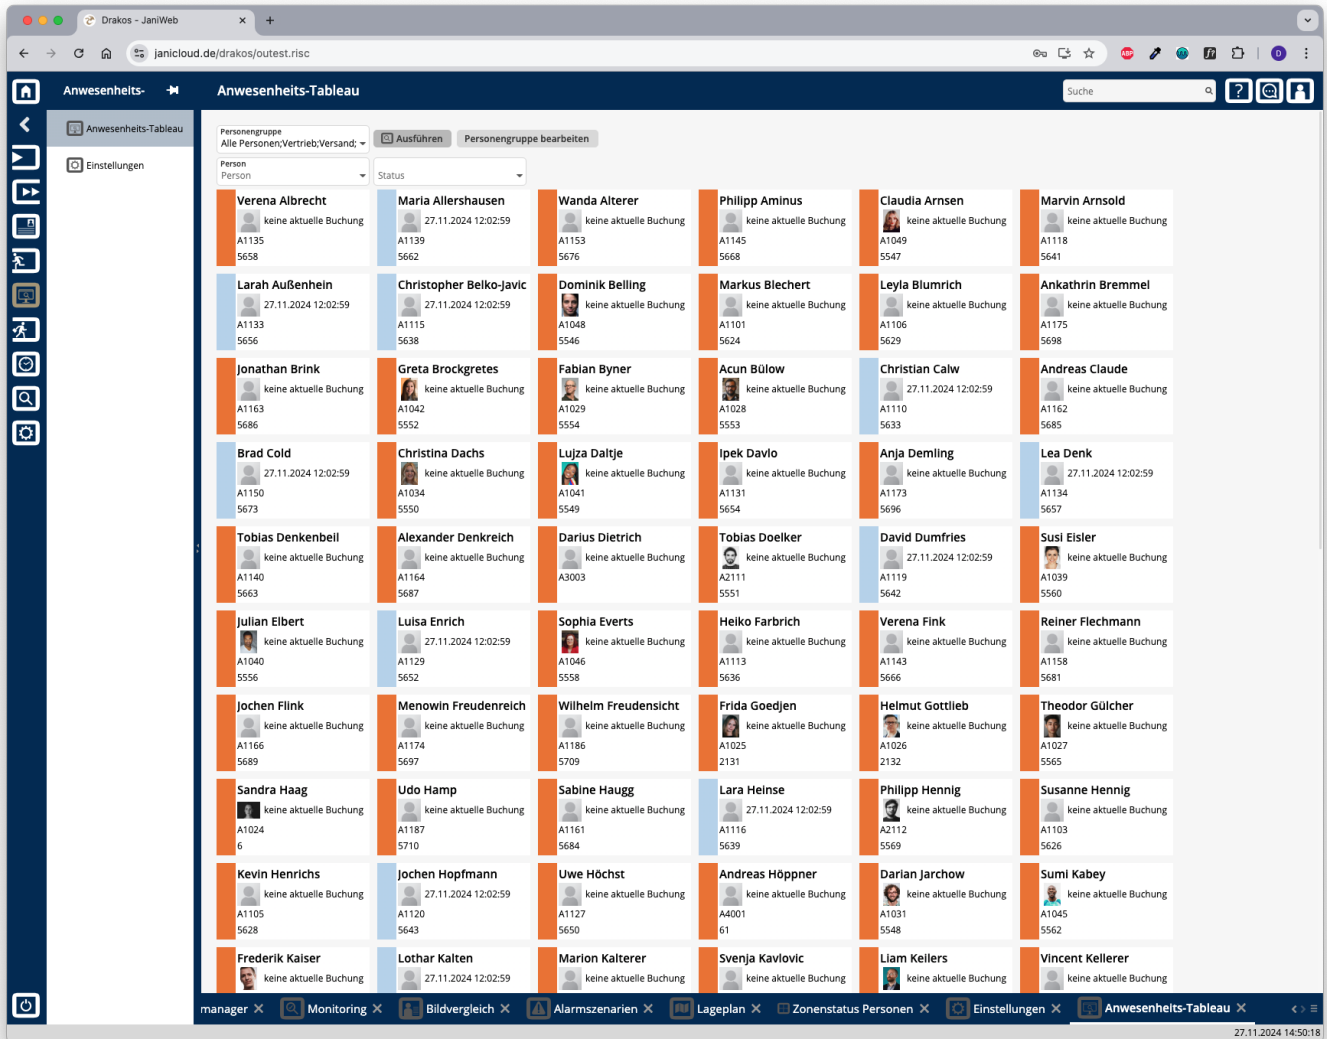 Drakos - JaniWeb
janicloud.de/drakos/outest.risc
ABP
f?
D
Anwesenheits-
Anwesenheits-Tableau
Suche
Anwesenheits-Tableau
Einstellungen
Personengruppe
Alle Personen;Vertrieb;Versand;
Ausführen
Personengruppe bearbeiten
Person
Person
Status
Verena Albrecht Maria Allershausen Wanda Alterer Philipp Aminus Claudia Arnsen Marvin Arnsold
keine aktuelle Buchung 27.11.2024 12:02:59 keine aktuelle Buchung keine aktuelle Buchung keine aktuelle Buchung keine aktuelle Buchung
A1135 A1139 A1153 A1145 A1049 A1118
5658 5662 5676 5668 5547 5641
Larah Außenhein Christopher Belko-Javic Dominik Belling Markus Blechert Leyla Blumrich Ankathrin Bremmel
27.11.2024 12:02:59 27.11.2024 12:02:59 keine aktuelle Buchung keine aktuelle Buchung keine aktuelle Buchung keine aktuelle Buchung
A1133 A1115 A1048 A1101 A1106 A1175
5656 5638 5546 5624 5629 5698
Jonathan Brink Greta Brockgretes Fabian Byner Acun Bülow Christian Calw Andreas Claude
keine aktuelle Buchung keine aktuelle Buchung keine aktuelle Buchung keine aktuelle Buchung 27.11.2024 12:02:59 keine aktuelle Buchung
A1163 A1042 A1029 A1028 A1110 A1162
5686 5552 5554 5553 5633 5685
Brad Cold Christina Dachs Lujza Daltje Ipek Davlo Anja Demling Lea Denk
27.11.2024 12:02:59 keine aktuelle Buchung keine aktuelle Buchung keine aktuelle Buchung keine aktuelle Buchung 27.11.2024 12:02:59
A1150 A1034 A1041 A1131 A1173 A1134
5673 5550 5549 5654 5696 5657
Tobias Denkenbeil Alexander Denkreich Darius Dietrich Tobias Doelker David Dumfries Susi Eisler
keine aktuelle Buchung keine aktuelle Buchung keine aktuelle Buchung keine aktuelle Buchung 27.11.2024 12:02:59 keine aktuelle Buchung
A1140 A1164 A3003 A2111 A1119 A1039
5663 5687 5551 5642 5560
Julian Elbert Luisa Enrich Sophia Everts Heiko Farbrich Verena Fink Reiner Flechmann
keine aktuelle Buchung 27.11.2024 12:02:59 keine aktuelle Buchung keine aktuelle Buchung keine aktuelle Buchung keine aktuelle Buchung
A1040 A1129 A1046 A1113 A1143 A1158
5556 5652 5558 5636 5666 5681
Jochen Flink Menowin Freudenreich Wilhelm Freudensicht Frida Goedjen Helmut Gottlieb Theodor Gülcher
keine aktuelle Buchung keine aktuelle Buchung keine aktuelle Buchung keine aktuelle Buchung keine aktuelle Buchung keine aktuelle Buchung
A1166 A1174 A1186 A1025 A1026 A1027
5689 5697 5709 2131 2132 5565
Sandra Haag Udo Hamp Sabine Haugg Lara Heinse Philipp Hennig Susanne Hennig
keine aktuelle Buchung keine aktuelle Buchung keine aktuelle Buchung 27.11.2024 12:02:59 keine aktuelle Buchung keine aktuelle Buchung
A1024 A1187 A1161 A1116 A2112 A1103
6 5710 5684 5639 5569 5626
Kevin Henrichs Jochen Hopfmann Uwe Höchst Andreas Höppner Darian Jarchow Sumi Kabey
keine aktuelle Buchung 27.11.2024 12:02:59 keine aktuelle Buchung keine aktuelle Buchung keine aktuelle Buchung keine aktuelle Buchung
A1105 A1120 A1127 A4001 A1031 A1045
5628 5643 5650 61 5548 5562
Frederik Kaiser Lothar Kalten Marion Kalterer Svenja Kavlovic Liam Keilers Vincent Kellerer
keine aktuelle Buchung 27.11.2024 12:02:59 keine aktuelle Buchung keine aktuelle Buchung keine aktuelle Buchung keine aktuelle Buchung
manager Monitoring Bildvergleich Alarmszenarien Lageplan Zonenstatus Personen Einstellungen Anwesenheits-Tableau
27.11.2024 14:50:18